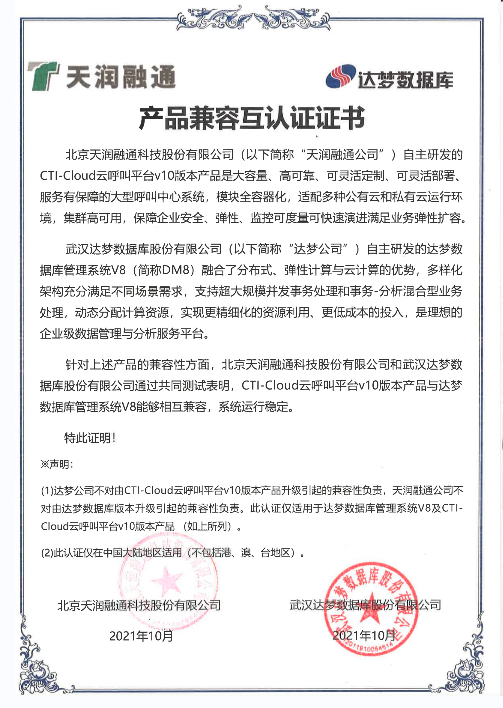 天润融通
达梦数据库
产品兼容互认证证书
北京天润融通科技股份有限公司（以下简称“天润融通公司”）自主研发的
CTI-Cloud云呼叫平台v10版本产品是大容量、高可靠、可灵活定制、可灵活部署、
服务有保障的大型呼叫中心系统，模块全容器化，适配多种公有云和私有云运行环
境，集群高可用，保障企业安全、弹性、监控可度量可快速演进满足业务弹性扩容。
武汉达梦数据库股份有限公司（以下简称“达梦公司”）自主研发的达梦数
据库管理系统V8（简称DM8）融合了分布式、弹性计算与云计算的优势，多样化
架构充分满足不同场景需求，支持超大规模并发事务处理和事务-分析混合型业务
处理，动态分配计算资源，实现更精细化的资源利用、更低成本的投入，是理想的
企业级数据管理与分析服务平台。
针对上述产品的兼容性方面，北京天润融通科技股份有限公司和武汉达梦数
据库股份有限公司通过共同测试表明，CTI-Cloud云呼叫平台v10版本产品与达梦
数据库管理系统V8能够相互兼容，系统运行稳定。
特此证明！
※声明：
(1)达梦公司不对由CTI-Cloud云呼叫平台v10版本产品升级引起的兼容性负责，天润融通公司不
对由达梦数据库版本升级引起的兼容性负责。此认证仅适用于达梦数据库管理系统V8及CTI-
Cloud云呼叫平台v10版本产品 （如上所列）。
(2)此认证仅在中国大陆地区适用（不包括港、澳、台地区）。
北京天润融通科技股份有限公司
武汉达梦数据库股份有限公司
2021年10月
2021年10月
武汉达梦数据库股份有限公司